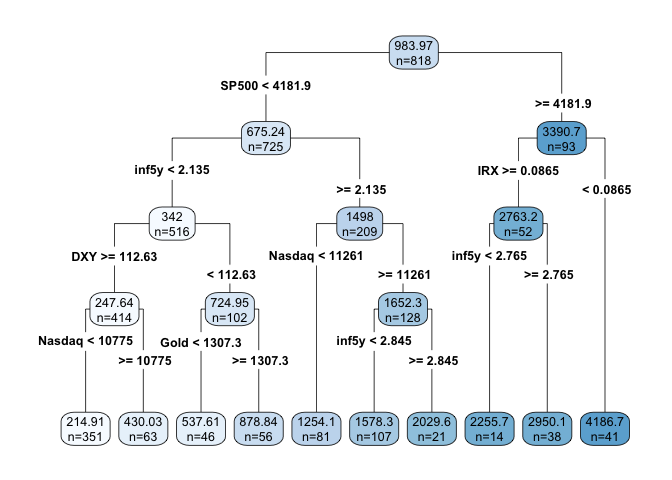 983.97
n=818
SP500 < 4181.9
>= 4181.9
675.24
n=725
3390.7
n=93
inf5y < 2.135
>= 2.135
IRX >= 0.0865
< 0.0865
342
n=516
1498
n=209
2763.2
n=52
DXY >= 112.63
< 112.63
Nasdaq < 11261
>= 11261
inf5y < 2.765
>= 2.765
247.64
n=414
724.95
n=102
1652.3
n=128
Nasdaq < 10775
>= 10775
Gold < 1307.3
>= 1307.3
inf5y < 2.845
>= 2.845
214.91
n=351
430.03
n=63
537.61
n=46
878.84
n=56
1254.1
n=81
1578.3
n=107
2029.6
n=21
2255.7
n=14
2950.1
n=38
4186.7
n=41